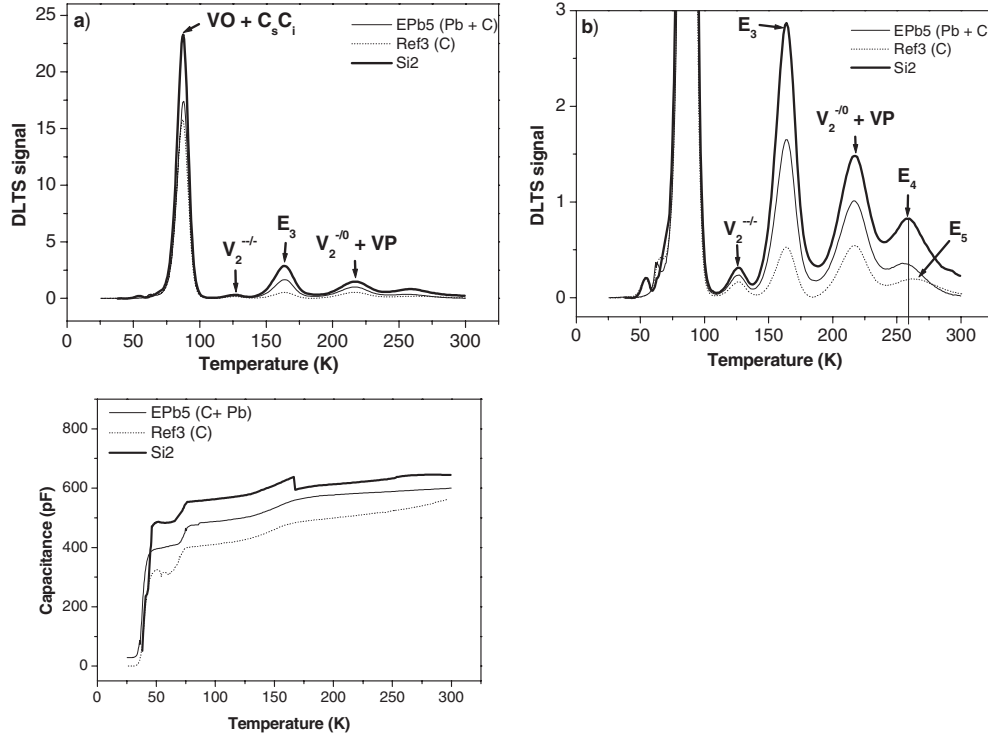 a)
VO + CₛCᵢ
EPb5 (Pb + C)
Ref3 (C)
Si2
V₂⁻⁻/⁻
E₃
V₂⁻/⁰ + VP
DLTS signal
25
20
15
10
5
0
0 50 100 150 200 250 300
Temperature (K)
b)
E₃
EPb5 (Pb + C)
Ref3 (C)
Si2
V₂⁻/⁰ + VP
V₂⁻⁻/⁻
E₄
E₅
DLTS signal
3
2
1
0
0 50 100 150 200 250 300
Temperature (K)
EPb5 (C+ Pb)
Ref3 (C)
Si2
Capacitance (pF)
800
600
400
200
0
0 50 100 150 200 250 300
Temperature (K)